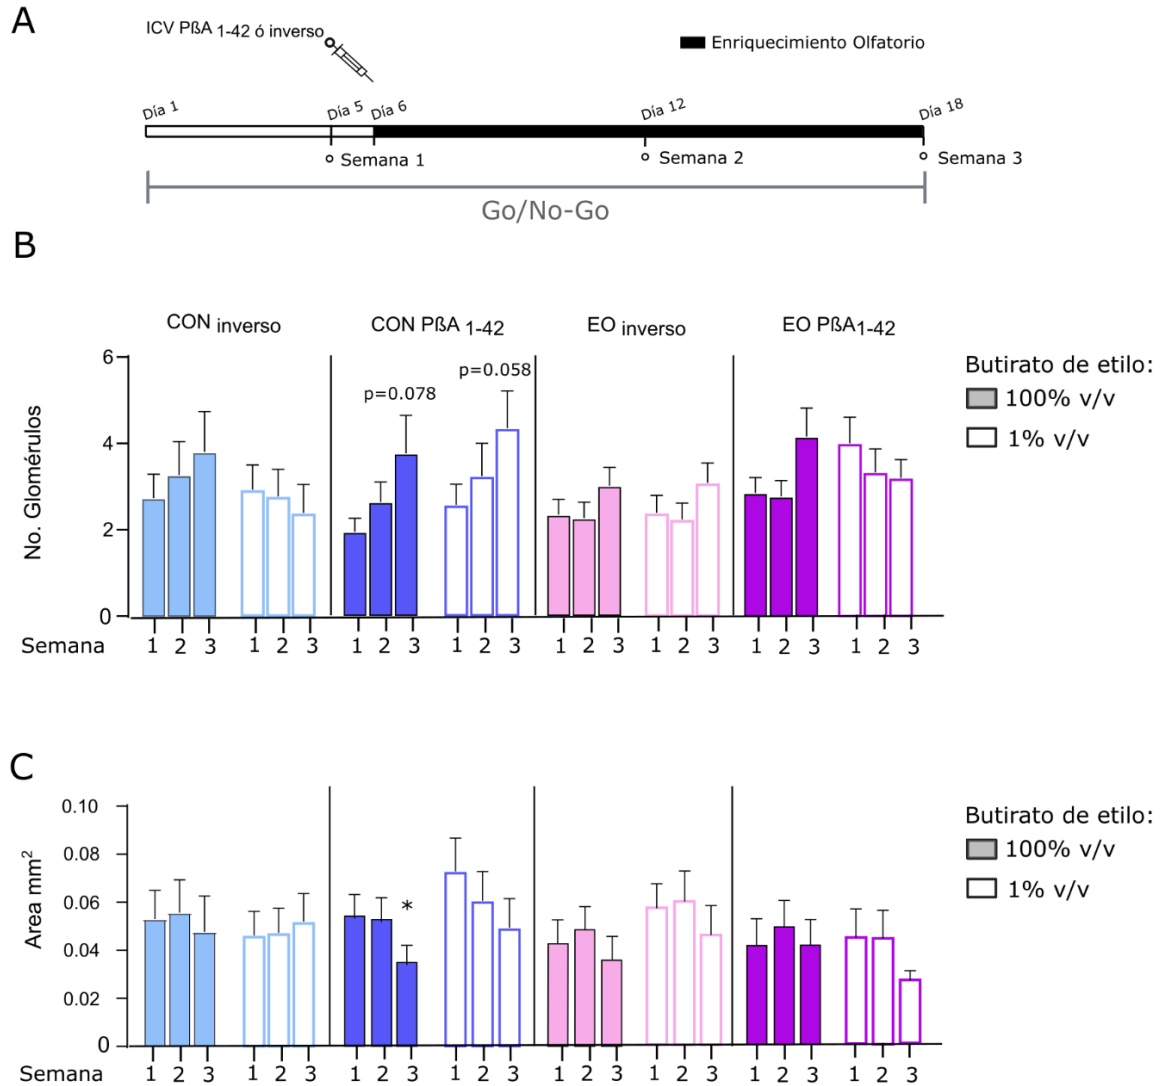 A
ICV PßA 1-42 ó inverso
Enriquecimiento Olfatorio
Día 1 Día 5 Día 6 Día 12 Día 18
Semana 1 Semana 2 Semana 3
Go/No-Go
B
CON inverso CON PßA 1-42 EO inverso EO PßA1-42
No. Glomérulos
6
4
2
0
p=0.078
p=0.058
Butirato de etilo:
100% v/v
1% v/v
Semana 1 2 3 1 2 3 1 2 3 1 2 3 1 2 3 1 2 3 1 2 3 1 2 3
C
Area mm²
0.10
0.08
0.06
0.04
0.02
0
*
Butirato de etilo:
100% v/v
1% v/v
Semana 1 2 3 1 2 3 1 2 3 1 2 3 1 2 3 1 2 3 1 2 3 1 2 3